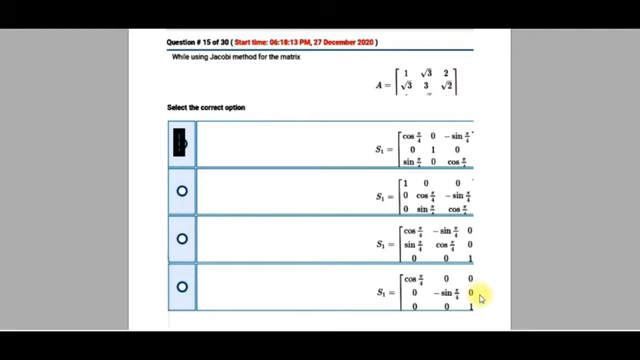 Question # 15 of 30 ( Start time: 06:18:13 PM, 27 December 2020 )
While using Jacobi method for the matrix
A = [ 1 √3 2
√3 3 √2 ]
Select the correct option
S₁ = [ cos π/4 0 − sin π/4
0 1 0
sin π/4 0 cos π/4
S₁ = [ 1 0 0
0 cos π/4 − sin π/4
0 sin π/4 cos π/4
S₁ = [ cos π/4 − sin π/4 0
sin π/4 cos π/4 0
0 0 1
S₁ = [ cos π/4 0 0
0 − sin π/4 0
0 0 1